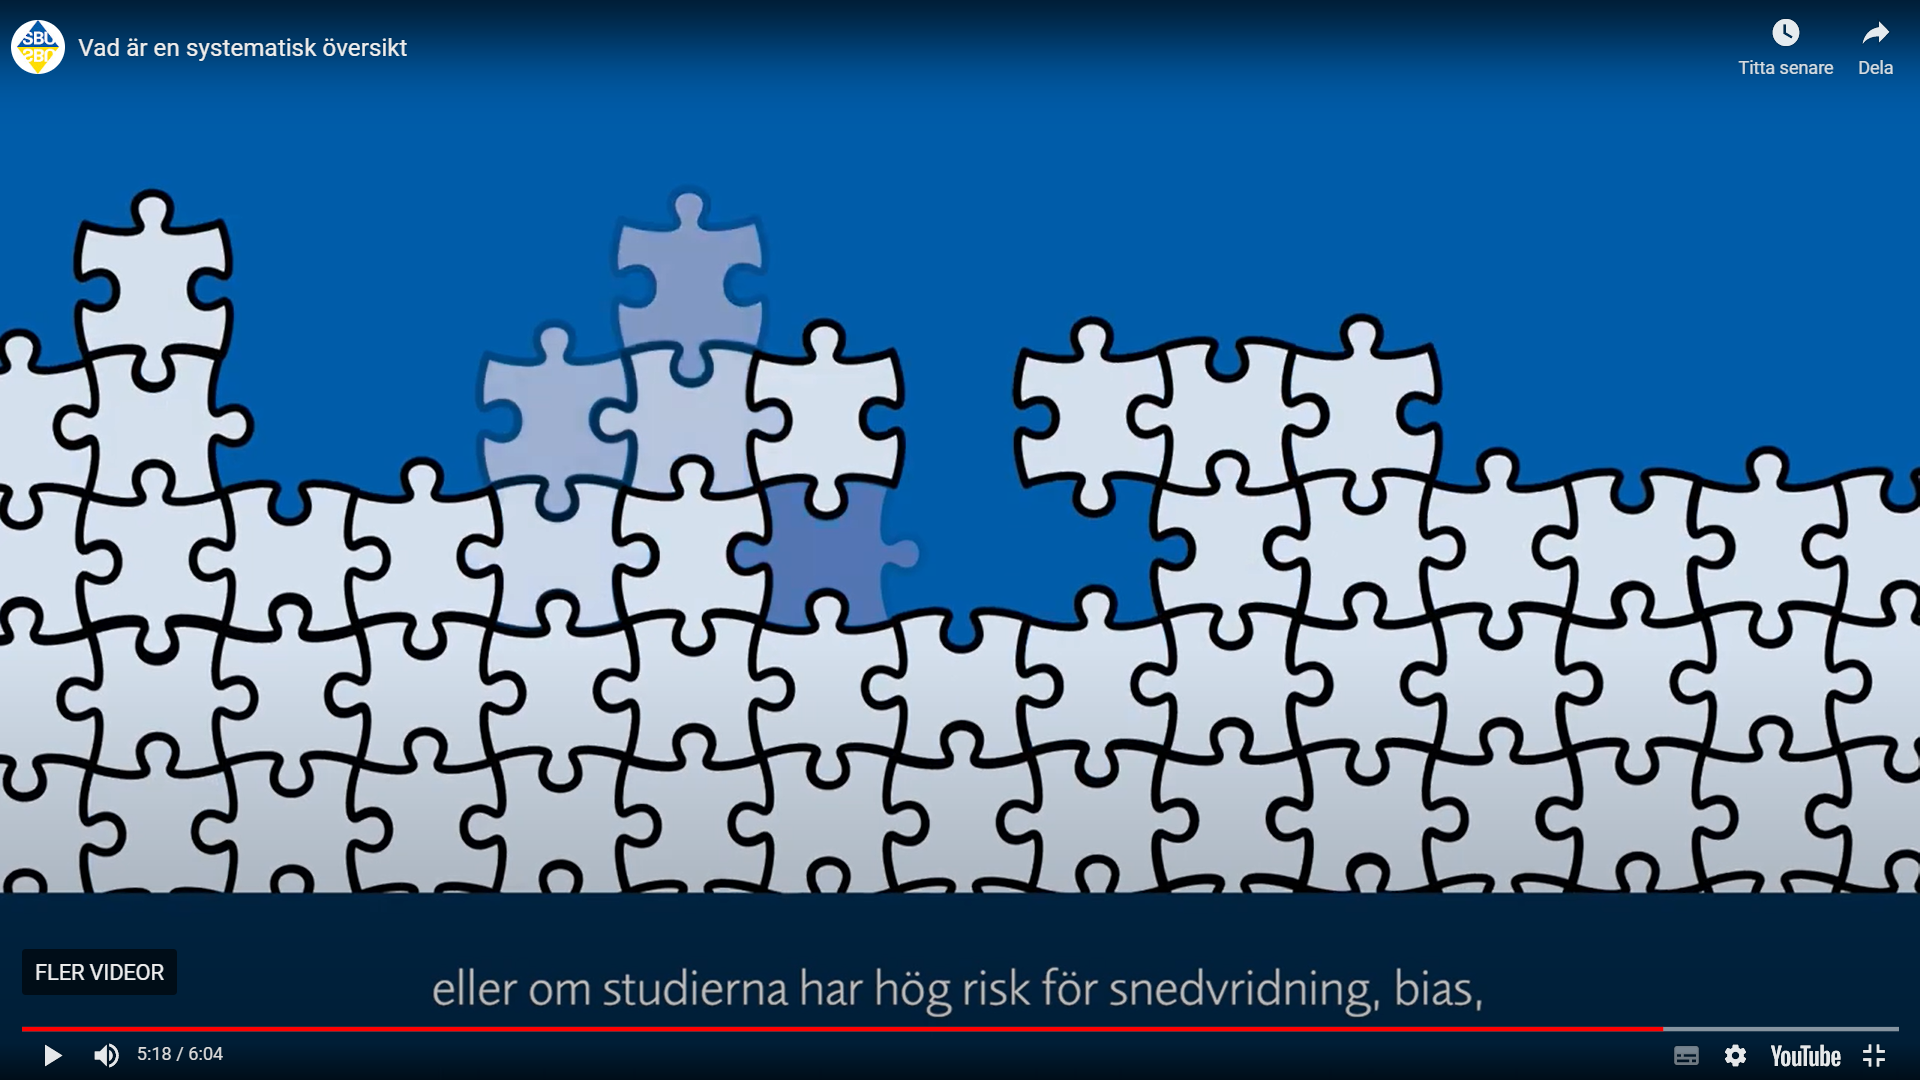 SBU
Vad är en systematisk översikt
Titta senare
Dela
FLER VIDEOR
eller om studierna har hög risk för snedvridning, bias,
5:18 / 6:04
YouTube